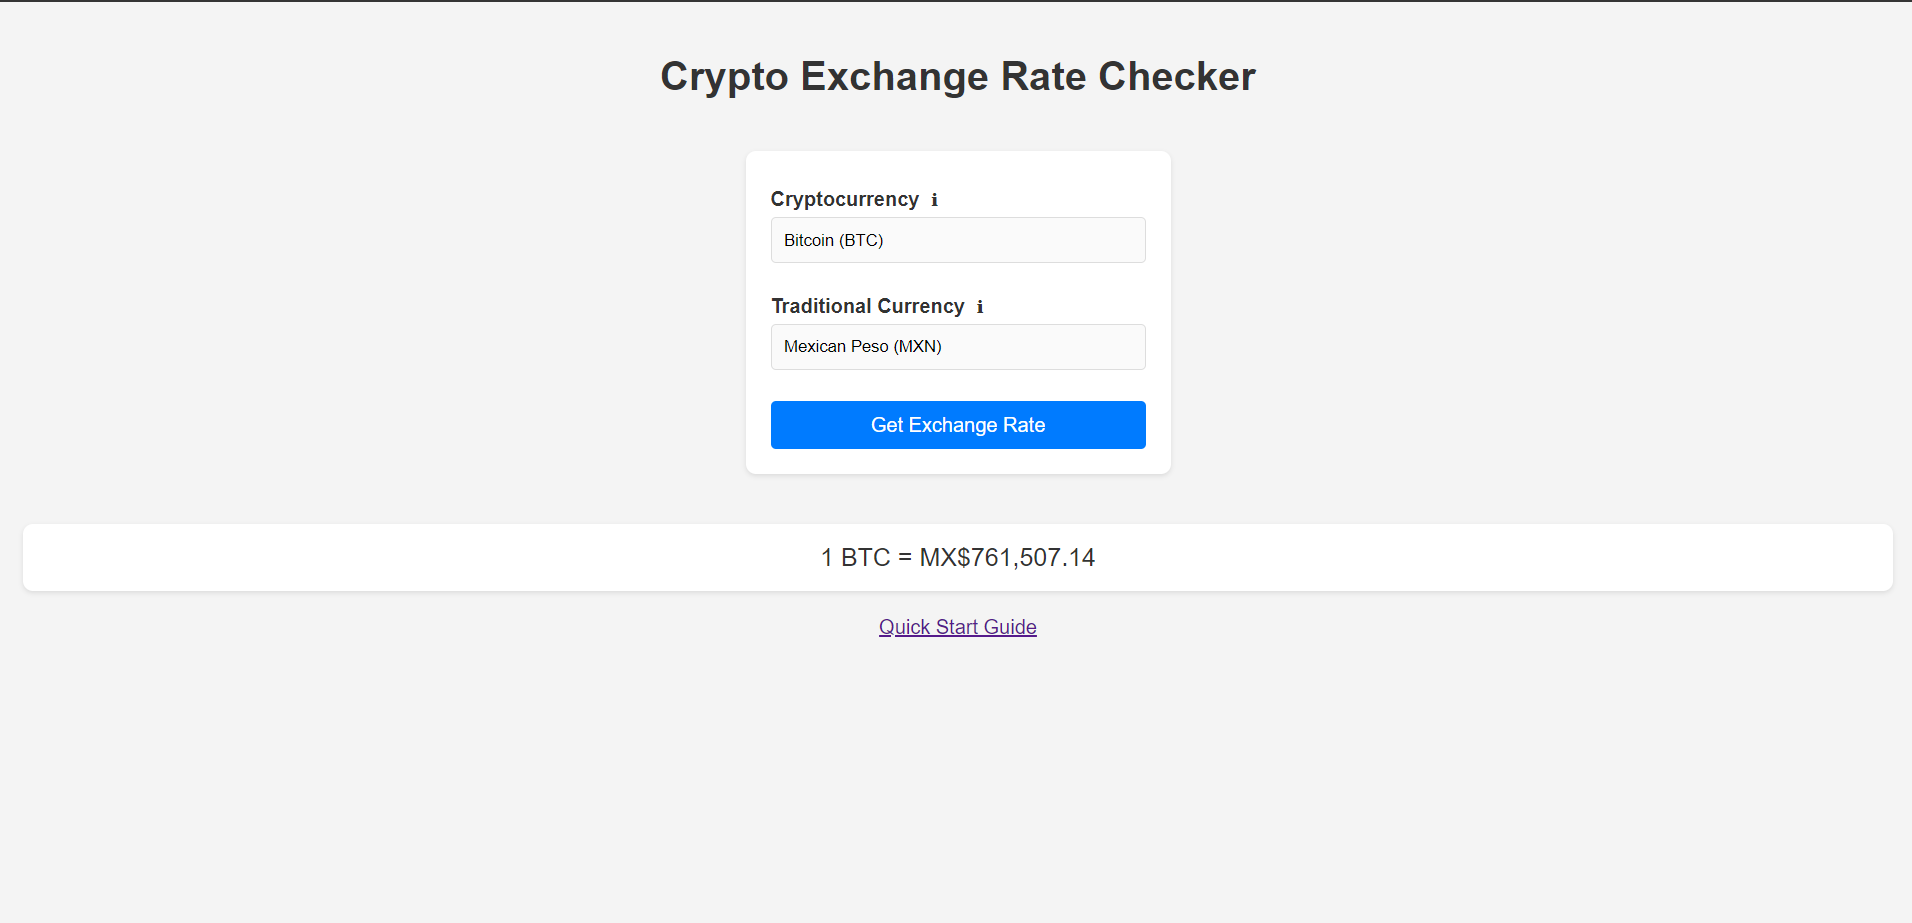 Crypto Exchange Rate Checker
Cryptocurrency ℹ
Bitcoin (BTC)
Traditional Currency ℹ
Mexican Peso (MXN)
Get Exchange Rate
1 BTC = MX$761,507.14
Quick Start Guide